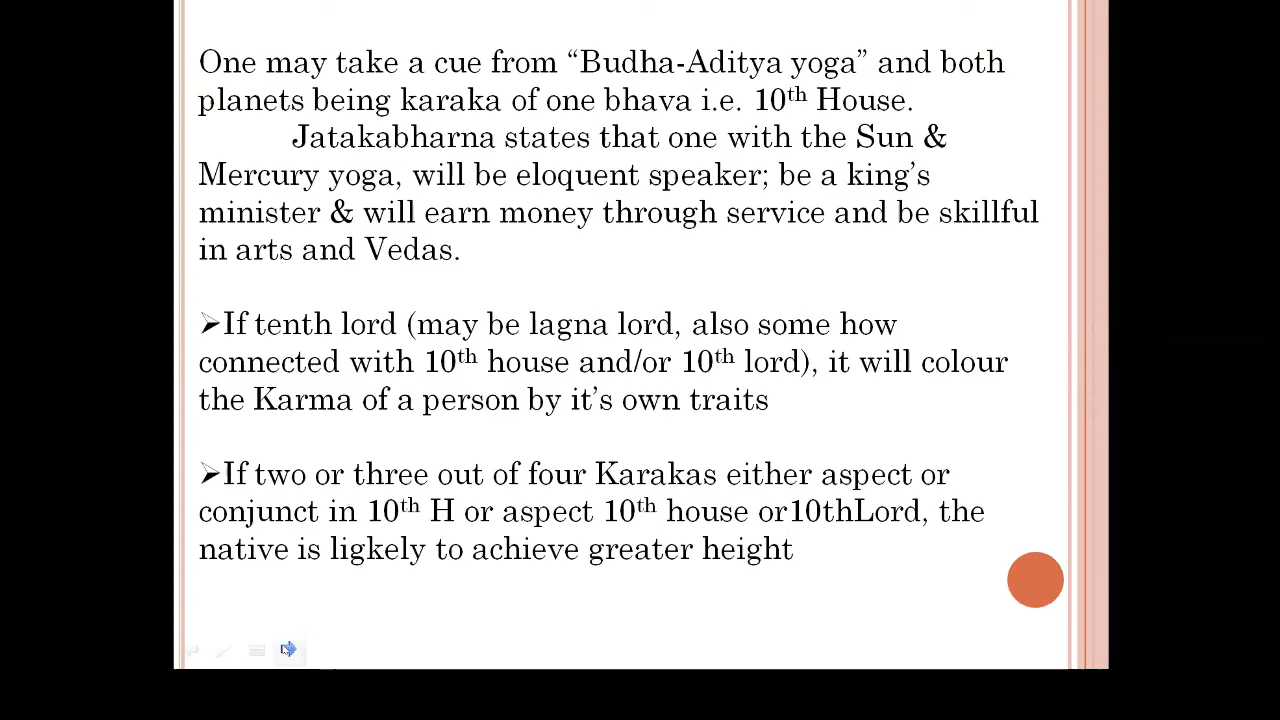 One may take a cue from “Budha-Aditya yoga” and both
planets being karaka of one bhava i.e. 10th House.
Jatakabharna states that one with the Sun &
Mercury yoga, will be eloquent speaker; be a king’s
minister & will earn money through service and be skillful
in arts and Vedas.
➢If tenth lord (may be lagna lord, also some how
connected with 10th house and/or 10th lord), it will colour
the Karma of a person by it’s own traits
➢If two or three out of four Karakas either aspect or
conjunct in 10th H or aspect 10th house or10thLord, the
native is ligkely to achieve greater height